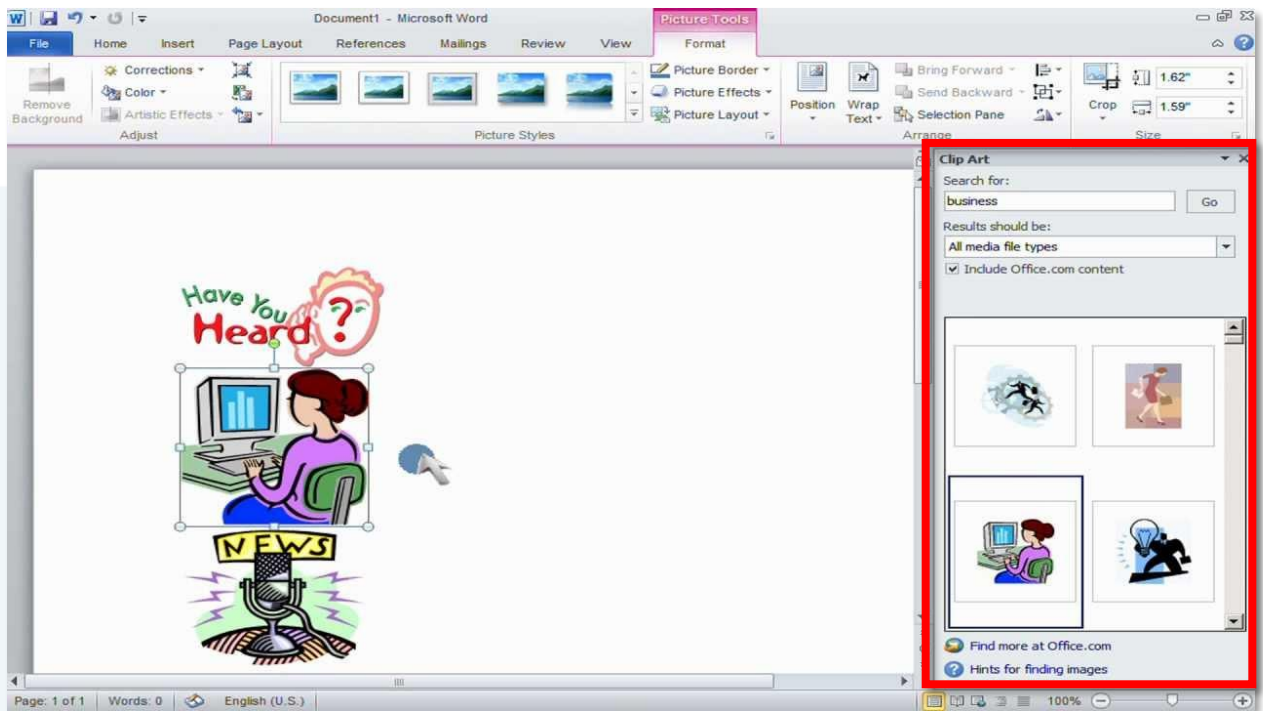 W
Document1 - Microsoft Word
Picture Tools
File Home Insert Page Layout References Mailings Review View Format
Remove Background
Corrections
Color
Artistic Effects
Adjust
Picture Styles
Picture Border
Picture Effects
Picture Layout
Position
Wrap Text
Bring Forward
Send Backward
Selection Pane
Arrange
Crop
1.62"
1.59"
Size
Have You
Heard
?
NEWS
Clip Art
Search for:
business Go
Results should be:
All media file types
Include Office.com content
Find more at Office.com
Hints for finding images
Page: 1 of 1 Words: 0 English (U.S.) 100%